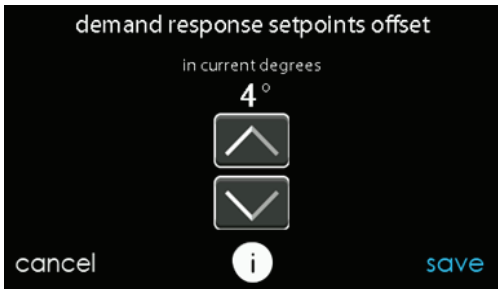 demand response setpoints offset
in current degrees
4°
cancel
i
save